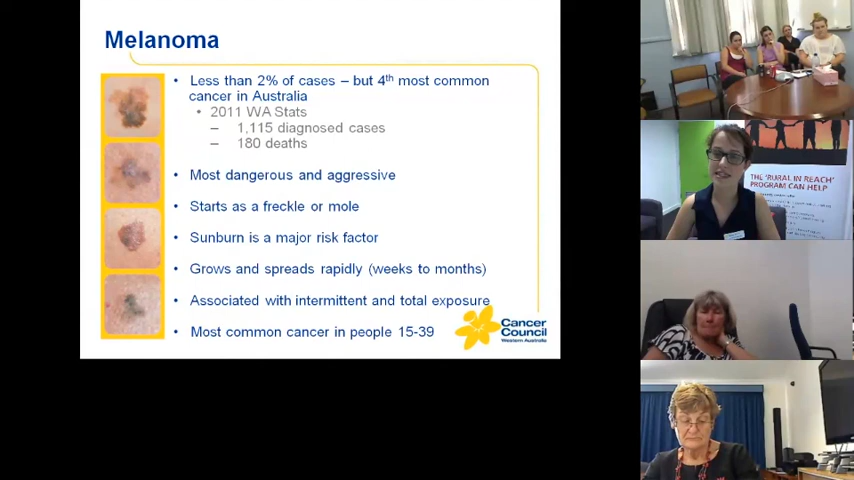 Melanoma
• Less than 2% of cases – but 4th most common
cancer in Australia
• 2011 WA Stats
– 1,115 diagnosed cases
– 180 deaths
• Most dangerous and aggressive
• Starts as a freckle or mole
• Sunburn is a major risk factor
• Grows and spreads rapidly (weeks to months)
• Associated with intermittent and total exposure
• Most common cancer in people 15-39
Cancer
Council
Western Australia
THE 'RURAL IN REACH'
PROGRAM CAN HELP